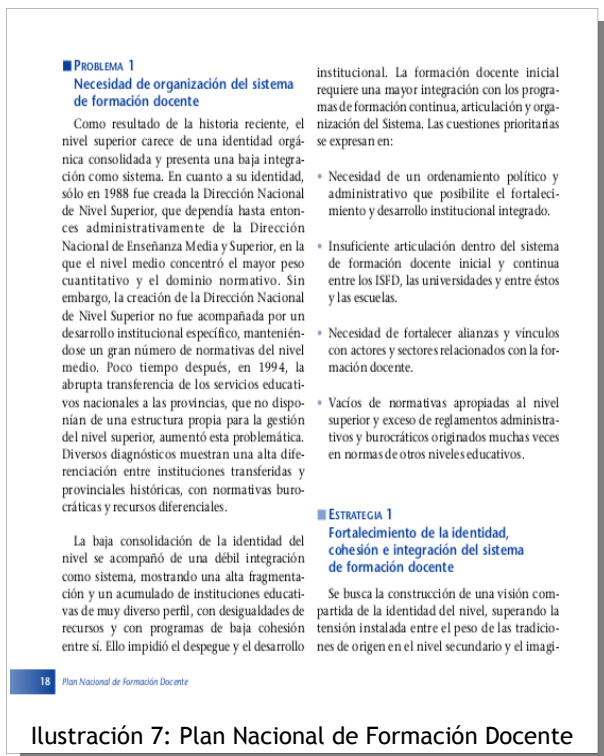 ■ PROBLEMA 1
Necesidad de organización del sistema
de formación docente
Como resultado de la historia reciente, el
nivel superior carece de una identidad orgá-
nica consolidada y presenta una baja integra-
ción como sistema. En cuanto a su identidad,
sólo en 1988 fue creada la Dirección Nacional
de Nivel Superior, que dependía hasta enton-
ces administrativamente de la Dirección
Nacional de Enseñanza Media y Superior, en la
que el nivel medio concentró el mayor peso
cuantitativo y el dominio normativo. Sin
embargo, la creación de la Dirección Nacional
de Nivel Superior no fue acompañada por un
desarrollo institucional específico, mantenién-
dose un gran número de normativas del nivel
medio. Poco tiempo después, en 1994, la
abrupta transferencia de los servicios educati-
vos nacionales a las provincias, que no dispo-
nían de una estructura propia para la gestión
del nivel superior, aumentó esta problemática.
Diversos diagnósticos muestran una alta dife-
renciación entre instituciones transferidas y
provinciales históricas, con normativas buro-
cráticas y recursos diferenciales.
La baja consolidación de la identidad del
nivel se acompañó de una débil integración
como sistema, mostrando una alta fragmenta-
ción y un acumulado de instituciones educati-
vas de muy diverso perfil, con desigualdades de
recursos y con programas de baja cohesión
entre sí. Ello impidió el despegue y el desarrollo
institucional. La formación docente inicial
requiere una mayor integración con los progra-
mas de formación continua, articulación y orga-
nización del Sistema. Las cuestiones prioritarias
se expresan en:
• Necesidad de un ordenamiento político y
administrativo que posibilite el fortaleci-
miento y desarrollo institucional integrado.
• Insuficiente articulación dentro del sistema
de formación docente inicial y continua
entre los ISFD, las universidades y entre éstos
y las escuelas.
• Necesidad de fortalecer alianzas y vínculos
con actores y sectores relacionados con la for-
mación docente.
• Vacíos de normativas apropiadas al nivel
superior y exceso de reglamentos administra-
tivos y burocráticos originados muchas veces
en normas de otros niveles educativos.
■ ESTRATEGIA 1
Fortalecimiento de la identidad,
cohesión e integración del sistema
de formación docente
Se busca la construcción de una visión com-
partida de la identidad del nivel, superando la
tensión instalada entre el peso de las tradicio-
nes de origen en el nivel secundario y el imagi-
18 Plan Nacional de Formación Docente
Ilustración 7: Plan Nacional de Formación Docente